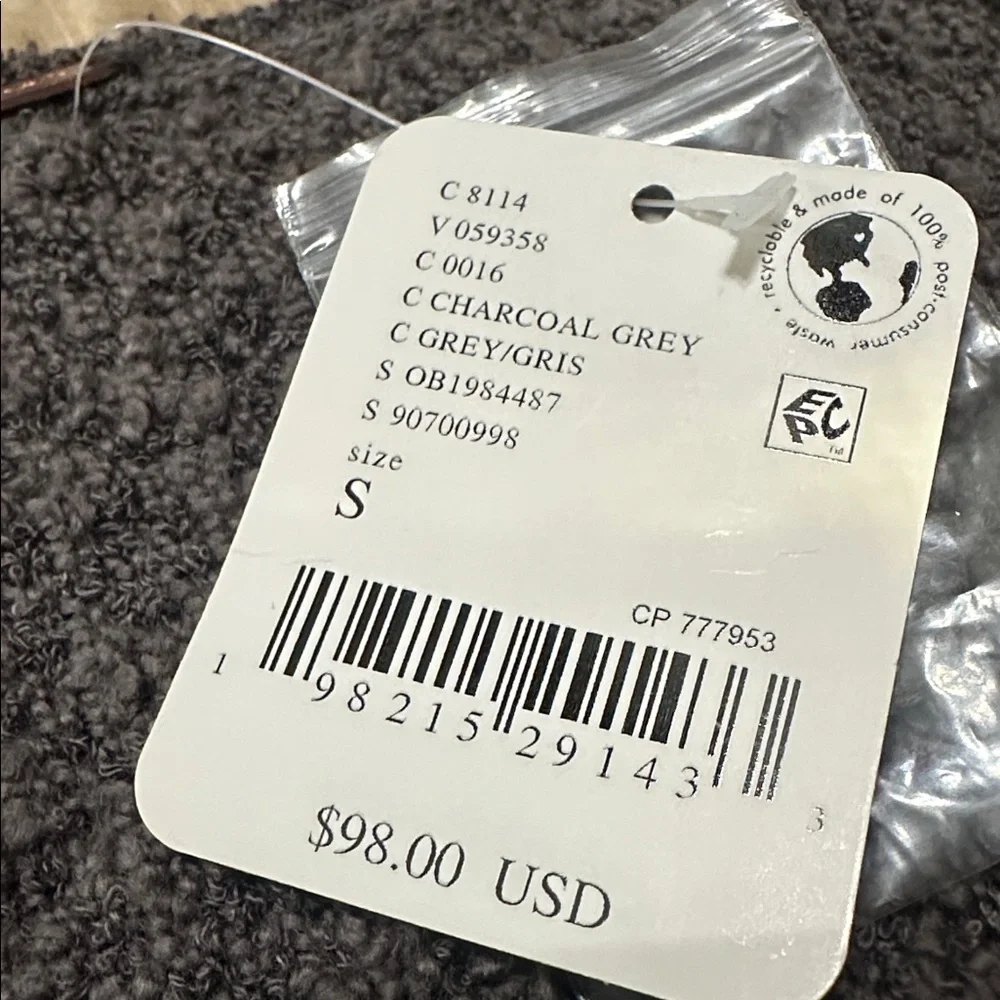 C 8114
V 059358
C 0016
C CHARCOAL GREY
C GREY/GRIS
S OB1984487
S 90700998
size
S
recyclable & made of 100% post-consumer waste •
EPC
CP 777953
1 98215 29143 3
$98.00 USD